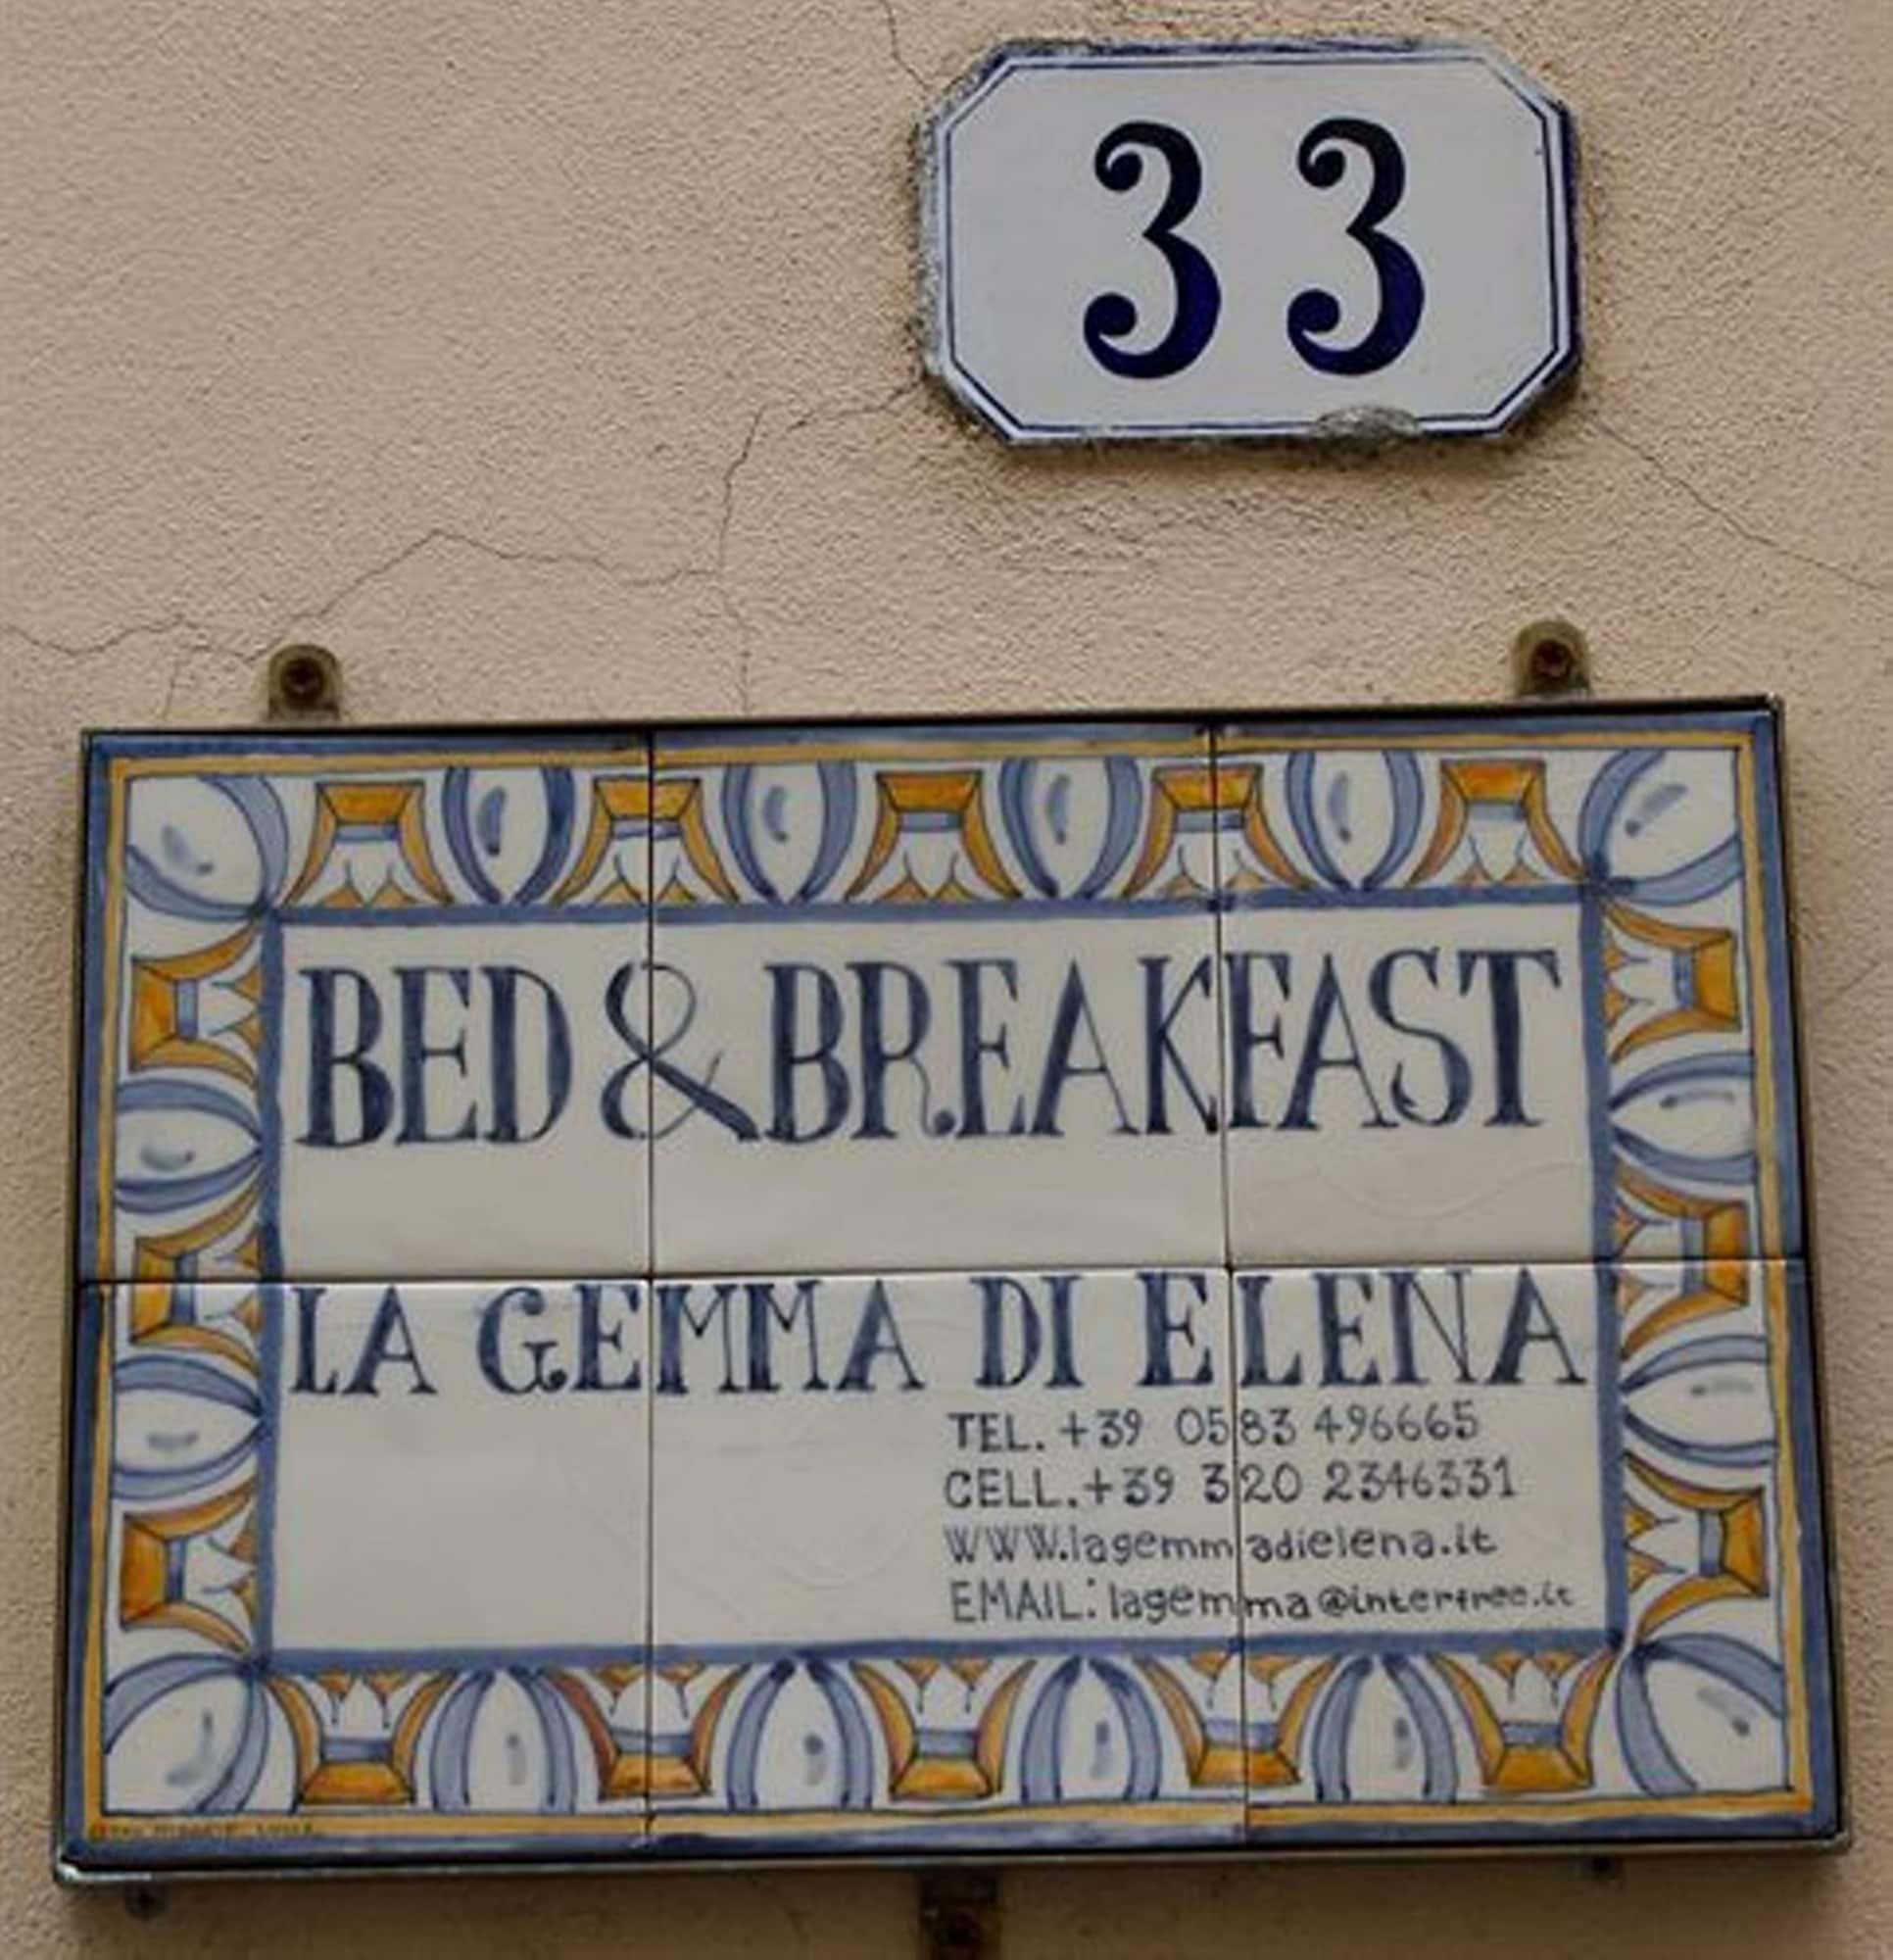 33
BED & BREAKFAST
LA GEMMA DI ELENA
TEL. +39 0583 496665
CELL. +39 320 2346331
WWW.lagemmadielena.it
EMAIL: lagemma@interfree.it